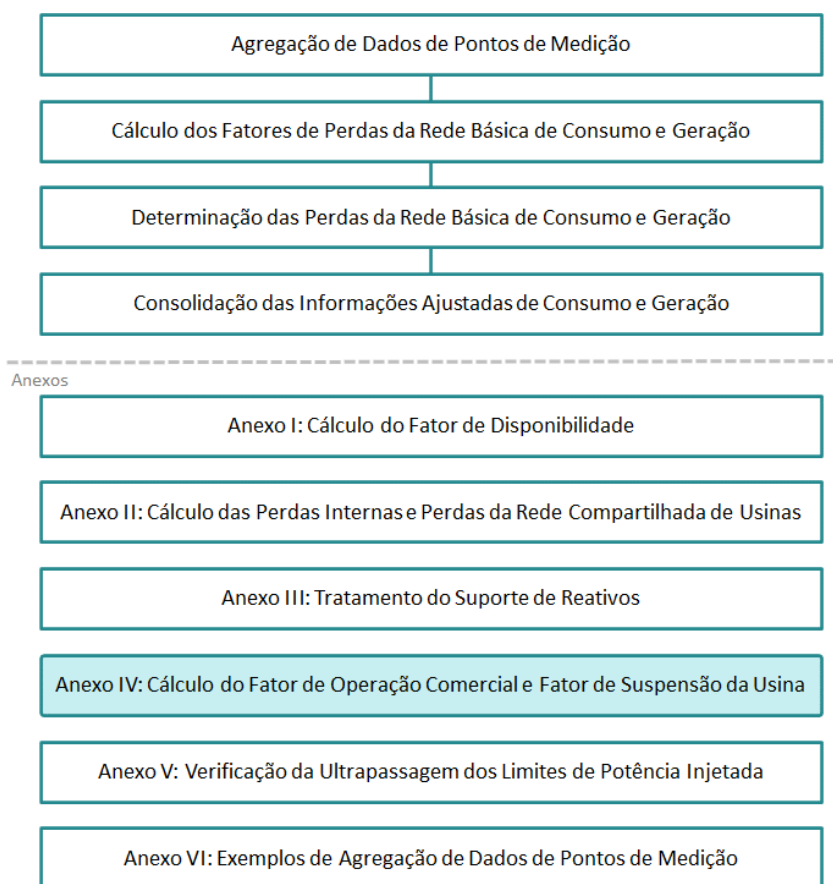 Agregação de Dados de Pontos de Medição
Cálculo dos Fatores de Perdas da Rede Básica de Consumo e Geração
Determinação das Perdas da Rede Básica de Consumo e Geração
Consolidação das Informações Ajustadas de Consumo e Geração
Anexos
Anexo I: Cálculo do Fator de Disponibilidade
Anexo II: Cálculo das Perdas Internas e Perdas da Rede Compartilhada de Usinas
Anexo III: Tratamento do Suporte de Reativos
Anexo IV: Cálculo do Fator de Operação Comercial e Fator de Suspensão da Usina
Anexo V: Verificação da Ultrapassagem dos Limites de Potência Injetada
Anexo VI: Exemplos de Agregação de Dados de Pontos de Medição